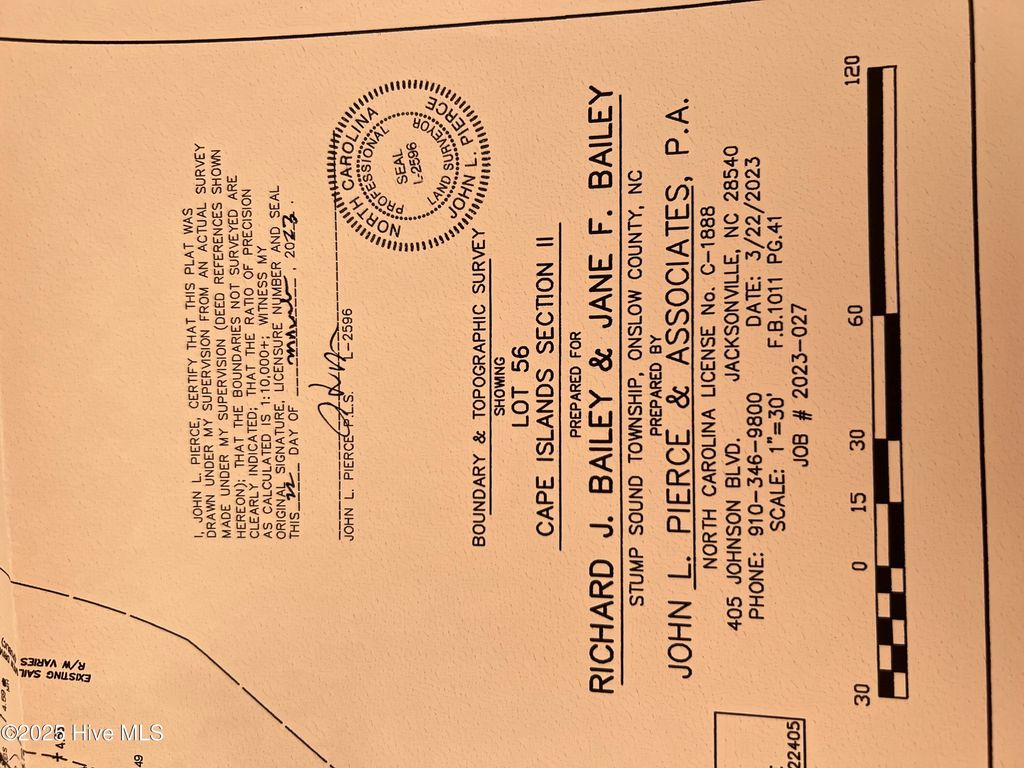 I, JOHN L. PIERCE, CERTIFY THAT THIS PLAT WAS
DRAWN UNDER MY SUPERVISION FROM AN ACTUAL SURVEY
MADE UNDER MY SUPERVISION (DEED REFERENCES SHOWN
HEREON); THAT THE BOUNDARIES NOT SURVEYED ARE
CLEARLY INDICATED; THAT THE RATIO OF PRECISION
AS CALCULATED IS 1:10,000+; WITNESS MY
ORIGINAL SIGNATURE, LICENSURE NUMBER AND SEAL
THIS DAY OF , 2023.
JOHN L. PIERCE P.L.S. L-2596
NORTH CAROLINA
PROFESSIONAL
SEAL
L-2596
LAND SURVEYOR
JOHN L. PIERCE
BOUNDARY & TOPOGRAPHIC SURVEY
SHOWING
LOT 56
CAPE ISLANDS SECTION II
PREPARED FOR
RICHARD J. BAILEY & JANE F. BAILEY
STUMP SOUND TOWNSHIP, ONSLOW COUNTY, NC
PREPARED BY
JOHN L. PIERCE & ASSOCIATES, P.A.
NORTH CAROLINA LICENSE No. C-1888
405 JOHNSON BLVD. JACKSONVILLE, NC 28540
PHONE: 910-346-9800 DATE: 3/22/2023
SCALE: 1"=30' F.B.1011 PG.41
JOB # 2023-027
30 0 15 30 60 120
EXISTING SAIL
R/W VARIES
4.65
49
22405
©2025 Hive MLS